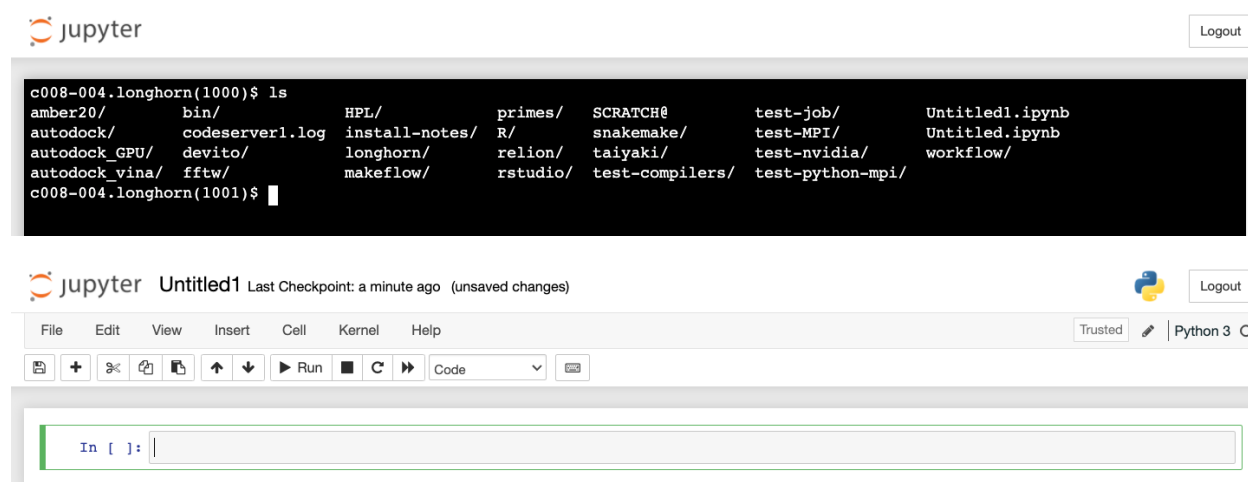 jupyter
Logout
c008-004.longhorn(1000)$ ls
amber20/ bin/ HPL/ primes/ SCRATCH@ test-job/ Untitled1.ipynb
autodock/ codeserver1.log install-notes/ R/ snakemake/ test-MPI/ Untitled.ipynb
autodock_GPU/ devito/ longhorn/ relion/ taiyaki/ test-nvidia/ workflow/
autodock_vina/ fftw/ makeflow/ rstudio/ test-compilers/ test-python-mpi/
c008-004.longhorn(1001)$
jupyter Untitled1 Last Checkpoint: a minute ago (unsaved changes)
Logout
File Edit View Insert Cell Kernel Help
Trusted Python 3
Run Code
In [ ]: